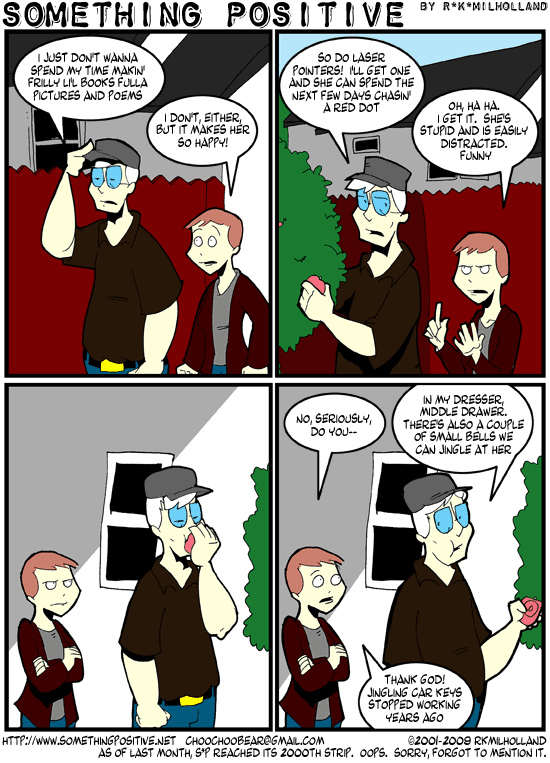 SOMETHING POSITIVE BY R*K*MILHOLLAND
I JUST DON'T WANNA
SPEND MY TIME MAKIN'
FRILLY LI'L BOOKS FULLA
PICTURES AND POEMS
I DON'T, EITHER,
BUT IT MAKES HER
SO HAPPY!
SO DO LASER
POINTERS! I'LL GET ONE
AND SHE CAN SPEND THE
NEXT FEW DAYS CHASIN'
A RED DOT
OH, HA HA.
I GET IT. SHE'S
STUPID AND IS EASILY
DISTRACTED.
FUNNY
NO, SERIOUSLY,
DO YOU--
IN MY DRESSER,
MIDDLE DRAWER.
THERE'S ALSO A COUPLE
OF SMALL BELLS WE
CAN JINGLE AT HER
THANK GOD!
JINGLING CAR KEYS
STOPPED WORKING
YEARS AGO
HTTP://WWW.SOMETHINGPOSITIVE.NET CHOOCHOOBEAR@GMAIL.COM ©2001-2009 RKMILHOLLAND
AS OF LAST MONTH, S*P REACHED ITS 2000TH STRIP. OOPS. SORRY, FORGOT TO MENTION IT.